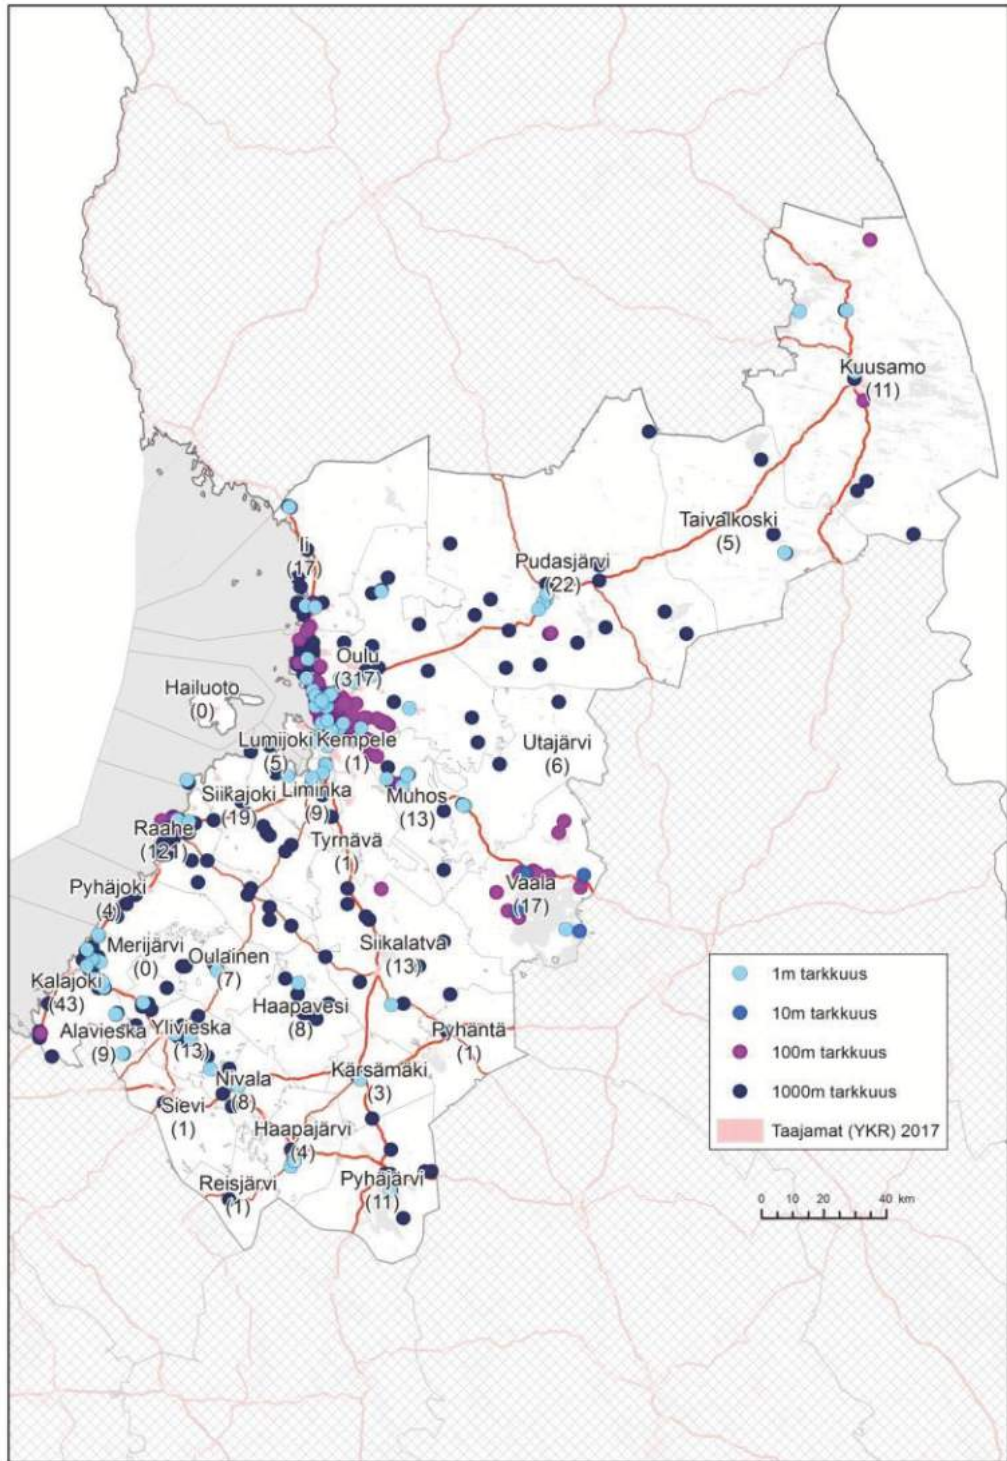 Kuusamo
(11)
Taivalkoski
(5)
Ii
(17)
Pudasjärvi
(22)
Oulu
(317)
Hailuoto
(0)
Lumijoki
(5)
Kempele
(1)
Utajärvi
(6)
Siikajoki
(19)
Liminka
(9)
Muhos
(13)
Raahe
(121)
Tyrnävä
(1)
Pyhäjoki
(4)
Vaala
(17)
Merijärvi
(0)
Oulainen
(7)
Siikalatva
(13)
Kalajoki
(43)
Haapavesi
(8)
Alavieska
(9)
Ylivieska
(13)
Pyhäntä
(1)
Nivala
(8)
Kärsämäki
(3)
Sievi
(1)
Haapajärvi
(4)
Reisjärvi
(1)
Pyhäjärvi
(11)
1m tarkkuus
10m tarkkuus
100m tarkkuus
1000m tarkkuus
Taajamat (YKR) 2017
0 10 20 40 km